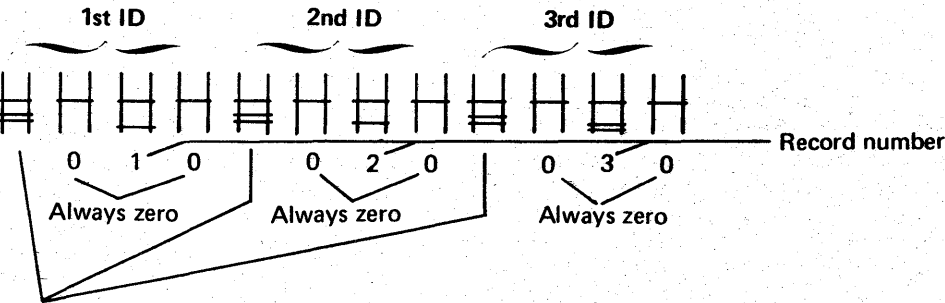 1st ID 2nd ID 3rd ID
Record number
0 1 0 0 2 0 0 3 0
Always zero Always zero Always zero